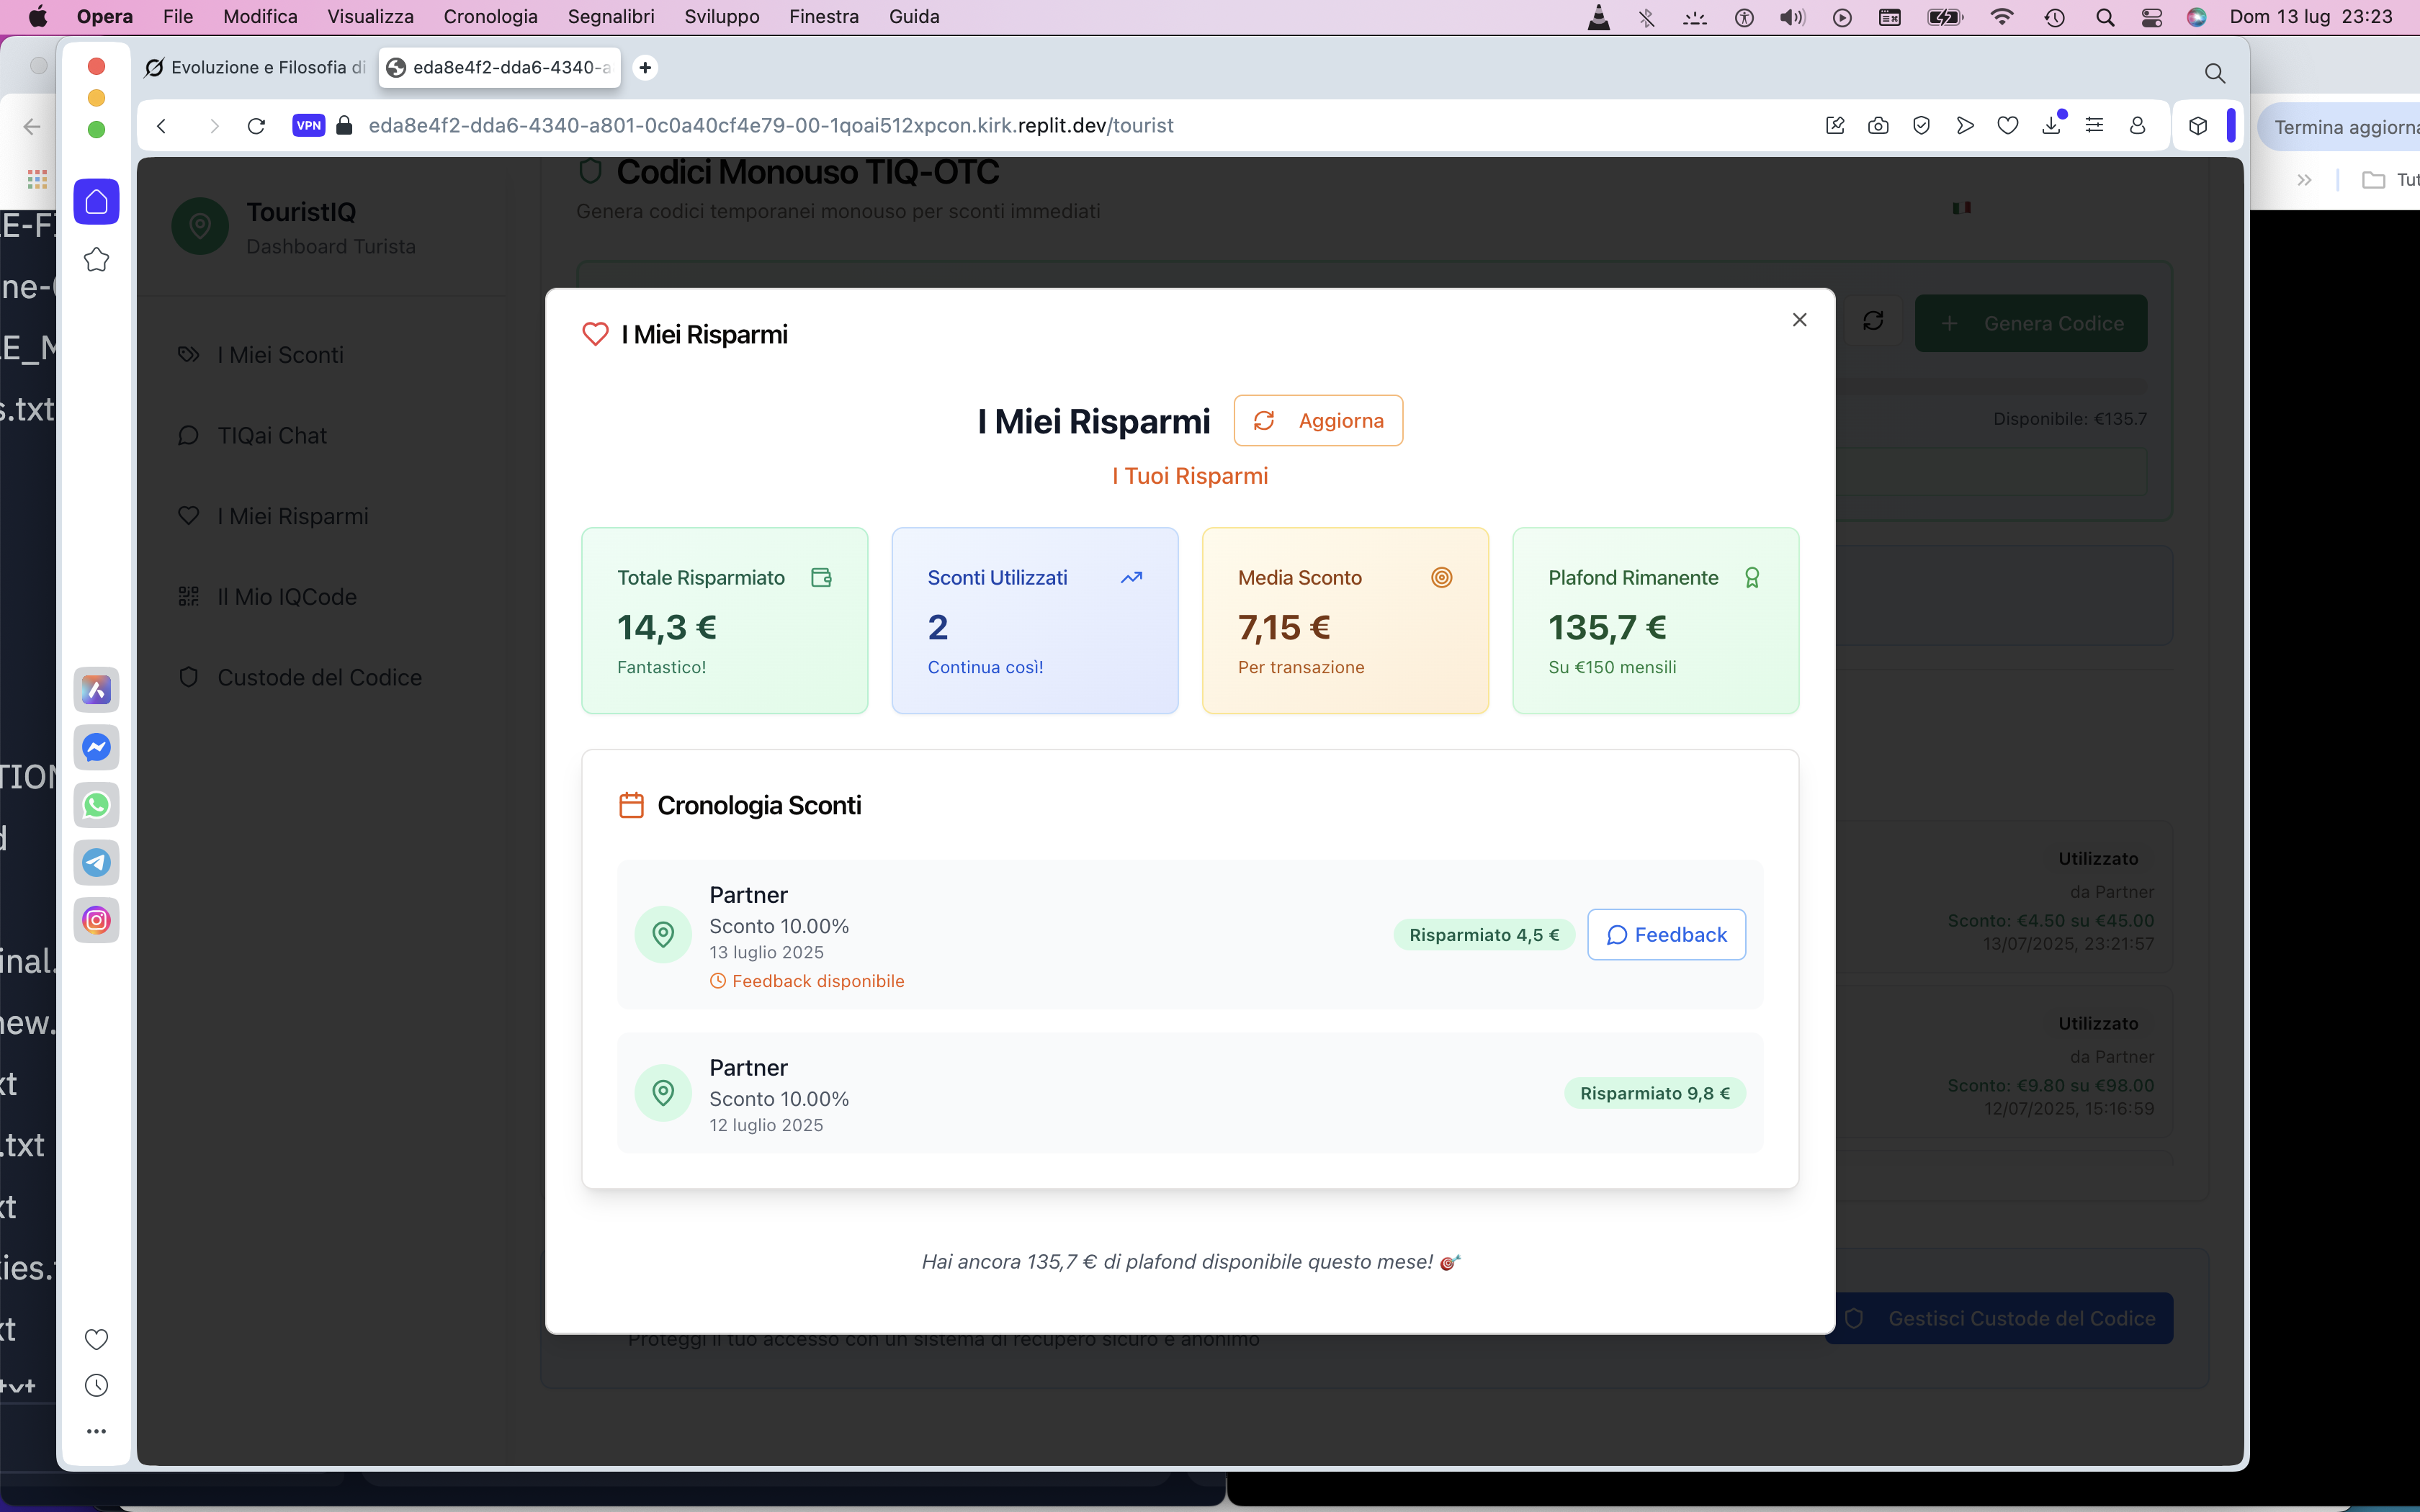 Opera File Modifica Visualizza Cronologia Segnalibri Sviluppo Finestra Guida Dom 13 lug 23:23
Evoluzione e Filosofia di
eda8e4f2-dda6-4340-a
VPN eda8e4f2-dda6-4340-a801-0c0a40cf4e79-00-1qoai512xpcon.kirk.replit.dev/tourist
Termina aggiorna
Tut
TouristIQ
Dashboard Turista
I Miei Sconti
TIQai Chat
I Miei Risparmi
Il Mio IQCode
Custode del Codice
Codici Monouso TIQ-OTC
Genera codici temporanei monouso per sconti immediati
Genera Codice
Disponibile: €135.7
I Miei Risparmi
I Miei Risparmi Aggiorna
I Tuoi Risparmi
Totale Risparmiato
14,3 €
Fantastico!
Sconti Utilizzati
2
Continua così!
Media Sconto
7,15 €
Per transazione
Plafond Rimanente
135,7 €
Su €150 mensili
Cronologia Sconti
Partner
Sconto 10.00%
13 luglio 2025
Feedback disponibile
Risparmiato 4,5 €
Feedback
Partner
Sconto 10.00%
12 luglio 2025
Risparmiato 9,8 €
Hai ancora 135,7 € di plafond disponibile questo mese!
Utilizzato
da Partner
Sconto: €4.50 su €45.00
13/07/2025, 23:21:57
Utilizzato
da Partner
Sconto: €9.80 su €98.00
12/07/2025, 15:16:59
Proteggi il tuo accesso con un sistema di recupero sicuro e anonimo
Gestisci Custode del Codice
E-F
ne-
E_M
s.txt
TION
d
inal.
new.
xt
.txt
xt
ies.
xt